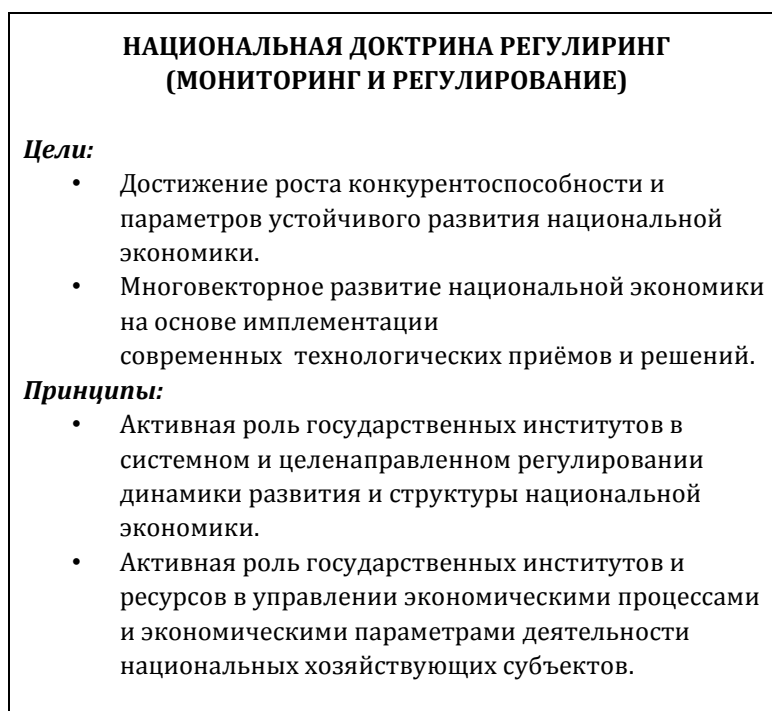 НАЦИОНАЛЬНАЯ ДОКТРИНА РЕГУЛИРИНГ
(МОНИТОРИНГ И РЕГУЛИРОВАНИЕ)
Цели:
• Достижение роста конкурентоспособности и
параметров устойчивого развития национальной
экономики.
• Многовекторное развитие национальной экономики
на основе имплементации
современных технологических приёмов и решений.
Принципы:
• Активная роль государственных институтов в
системном и целенаправленном регулировании
динамики развития и структуры национальной
экономики.
• Активная роль государственных институтов и
ресурсов в управлении экономическими процессами
и экономическими параметрами деятельности
национальных хозяйствующих субъектов.